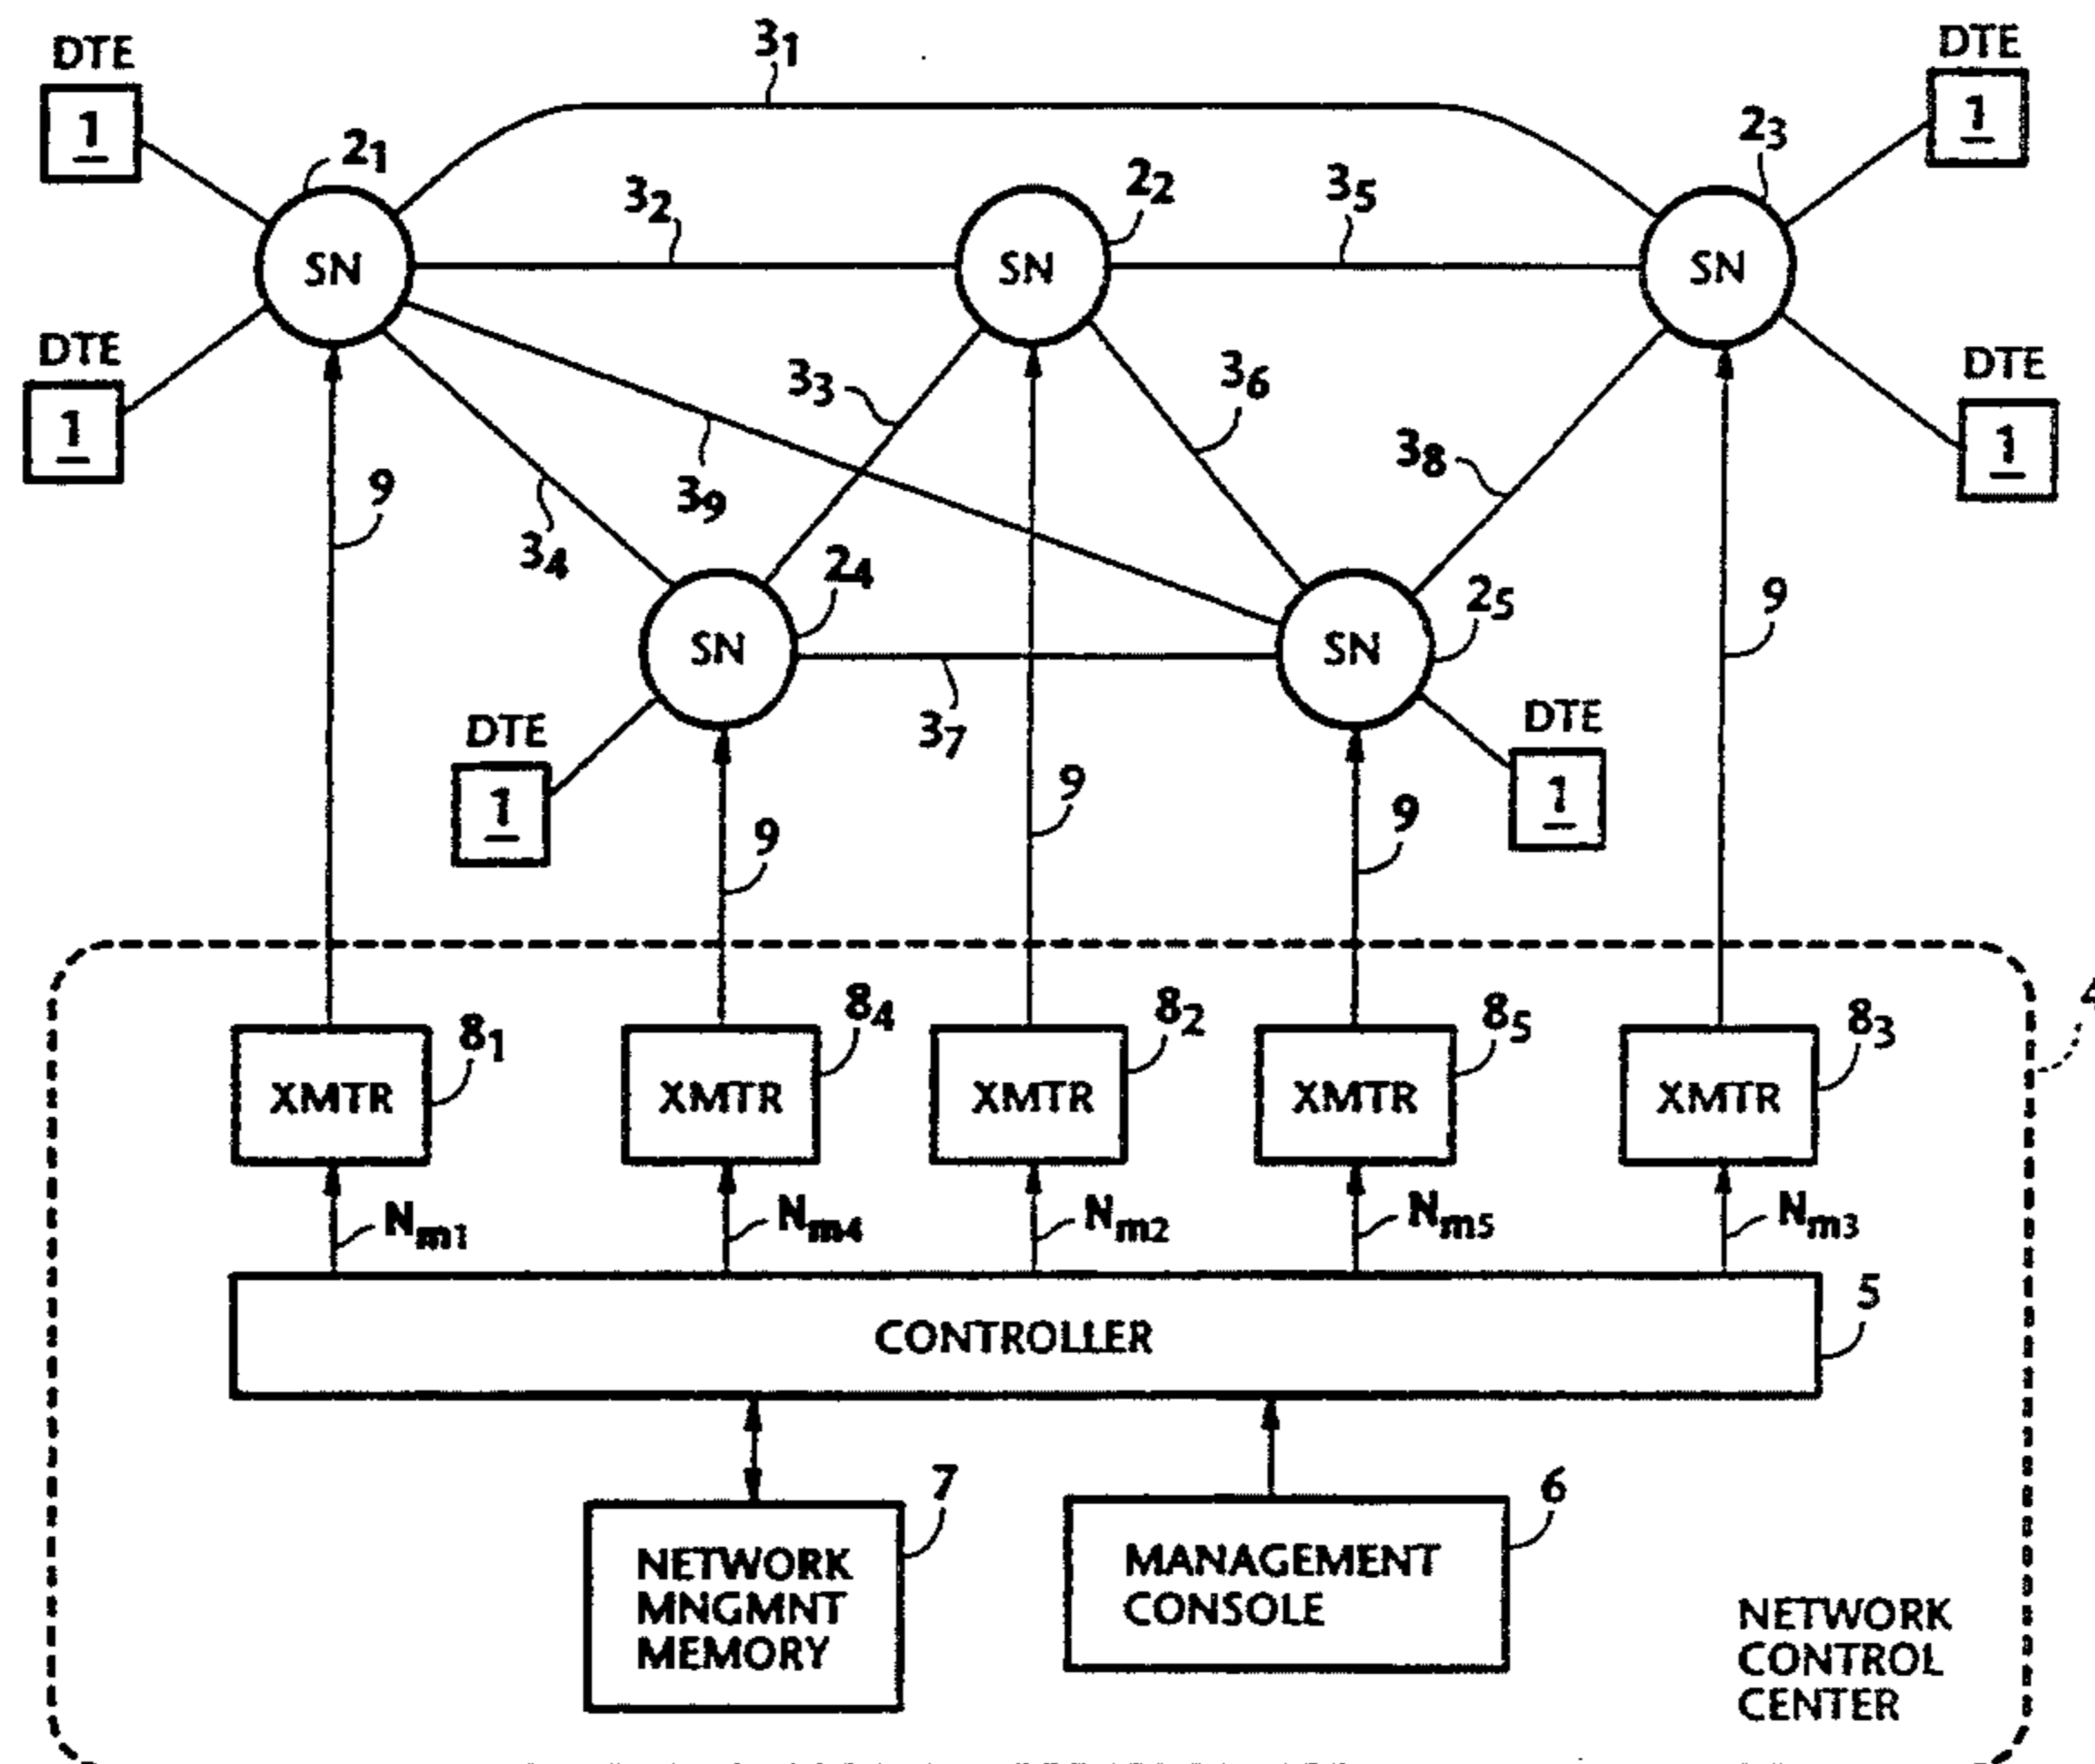 DTE
3₁
DTE
1
2₁
3₂
2₂
3₅
2₃
1
SN
SN
SN
DTE
1
3₃
3₆
DTE
1
9
3₄
3₉
3₈
2₄
2₅
9
SN
SN
DTE
1
3₇
DTE
1
9
9
9
4
XMTR
8₁
XMTR
8₄
XMTR
8₂
XMTR
8₅
XMTR
8₃
Nm1
Nm4
Nm2
Nm5
Nm3
CONTROLLER
5
7
6
NETWORK
MNGMNT
MEMORY
MANAGEMENT
CONSOLE
NETWORK
CONTROL
CENTER